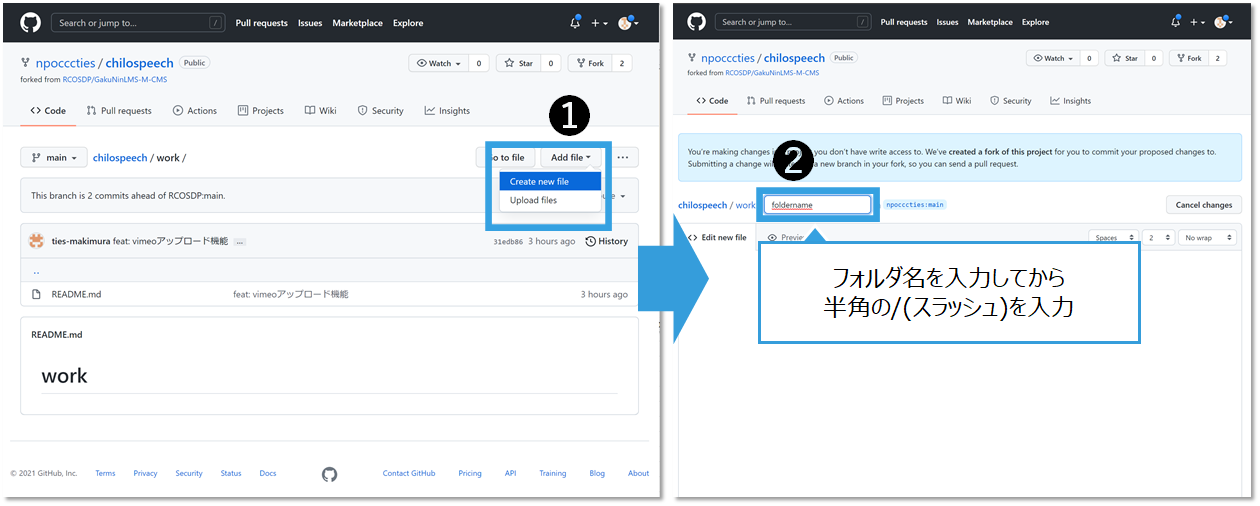 Search or jump to...
/
Pull requests Issues Marketplace Explore
npocccties / chilospeech Public
forked from RCOSDP/GakuNinLMS-M-CMS
Watch 0 Star 0 Fork 2
Code Pull requests Actions Projects Wiki Security Insights
1
main chilospeech / work / o to file Add file ...
Create new file
Upload files
This branch is 2 commits ahead of RCOSDP:main.
ties-makimura feat: vimeoアップロード機能 ... 31edb86 3 hours ago History
..
README.md feat: vimeoアップロード機能 3 hours ago
README.md
work
© 2021 GitHub, Inc. Terms Privacy Security Status Docs Contact GitHub Pricing API Training Blog About
Search or jump to...
/
Pull requests Issues Marketplace Explore
npocccties / chilospeech Public
forked from RCOSDP/GakuNinLMS-M-CMS
Watch 0 Star 0 Fork 2
Code Pull requests Actions Projects Wiki Security Insights
You're making changes you don't have write access to. We've created a fork of this project for you to commit your proposed changes to.
Submitting a change will new branch in your fork, so you can send a pull request.
2
chilospeech / work foldername npocccties:main Cancel changes
Edit new file Preview Spaces 2 No wrap
フォルダ名を入力してから
半角の/(スラッシュ)を入力